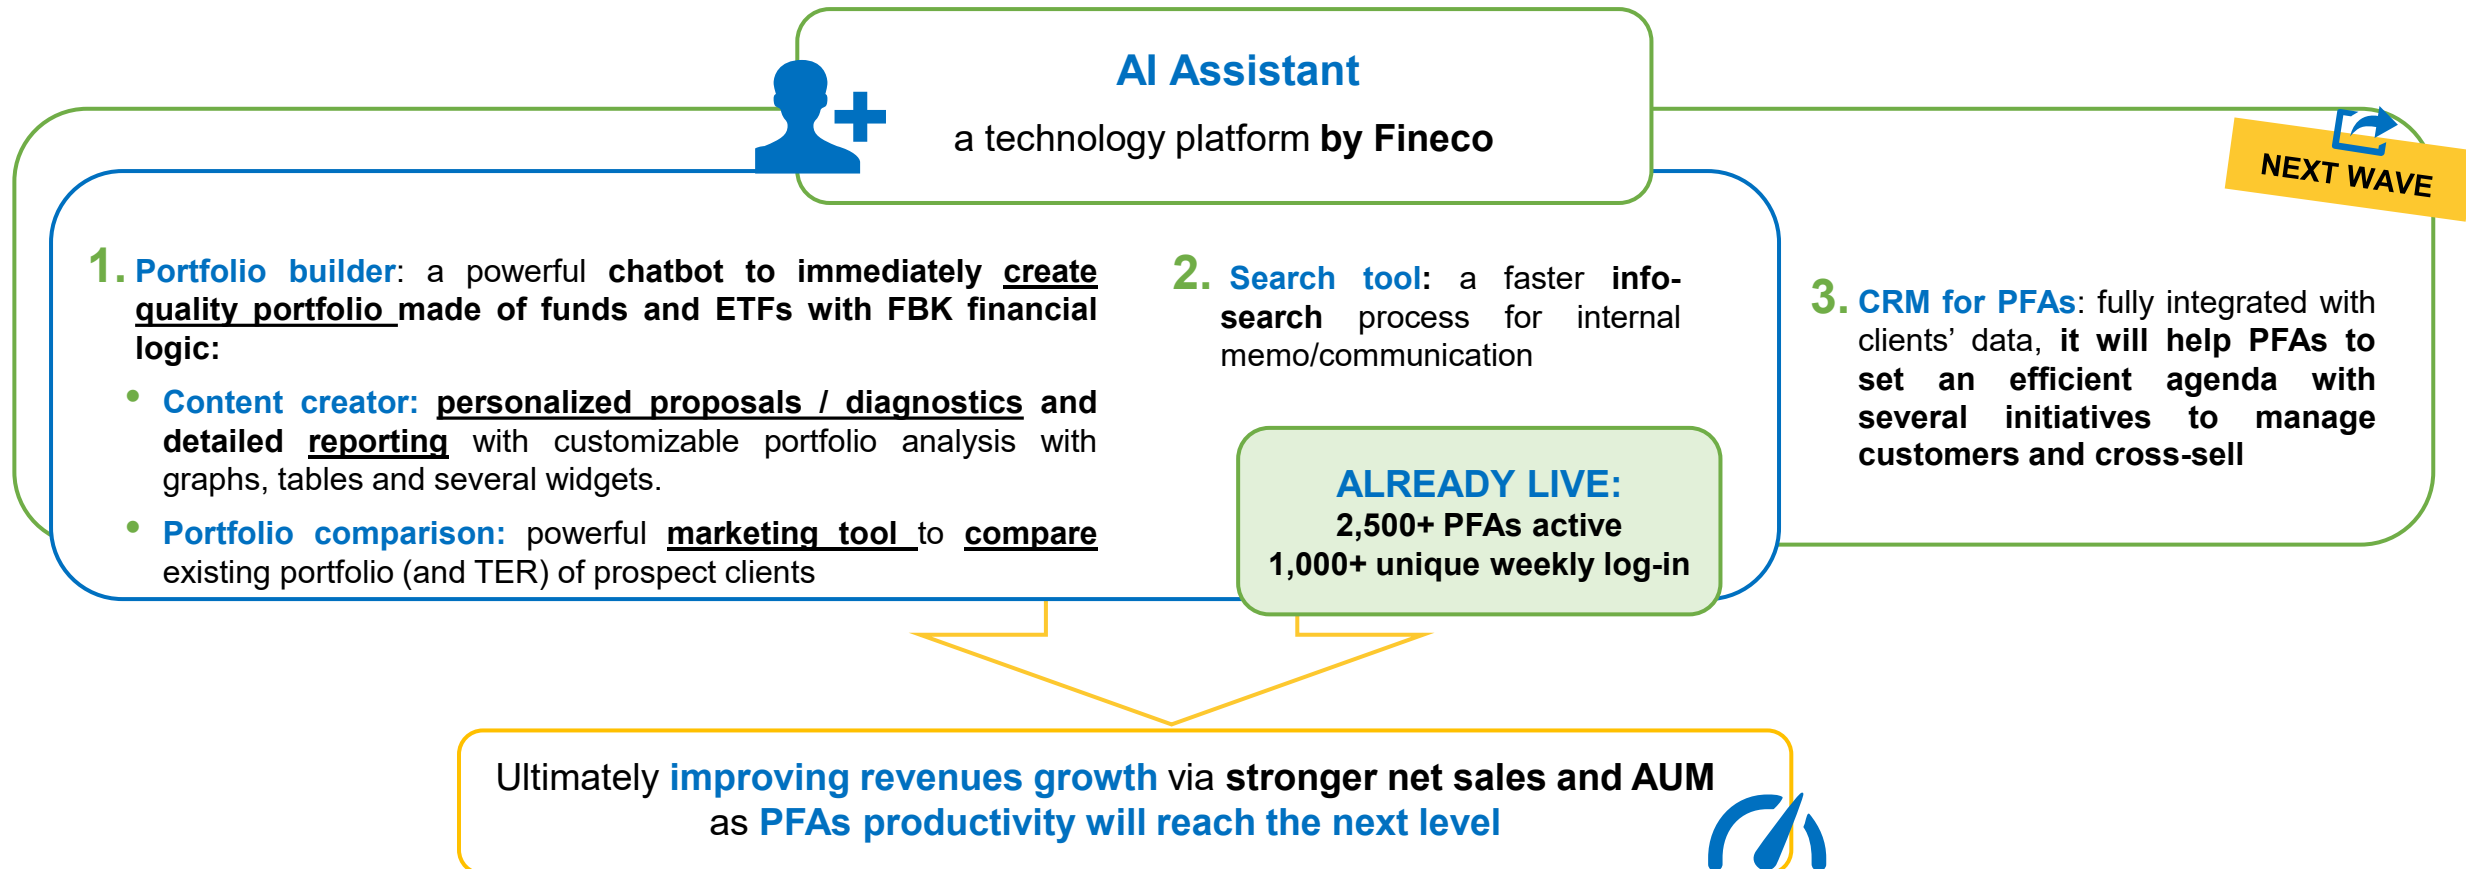 AI Assistant
a technology platform by Fineco
NEXT WAVE
1. Portfolio builder: a powerful chatbot to immediately create
quality portfolio made of funds and ETFs with FBK financial
logic:
• Content creator: personalized proposals / diagnostics and
detailed reporting with customizable portfolio analysis with
graphs, tables and several widgets.
• Portfolio comparison: powerful marketing tool to compare
existing portfolio (and TER) of prospect clients
2. Search tool: a faster info-
search process for internal
memo/communication
ALREADY LIVE:
2,500+ PFAs active
1,000+ unique weekly log-in
3. CRM for PFAs: fully integrated with
clients’ data, it will help PFAs to
set an efficient agenda with
several initiatives to manage
customers and cross-sell
Ultimately improving revenues growth via stronger net sales and AUM
as PFAs productivity will reach the next level